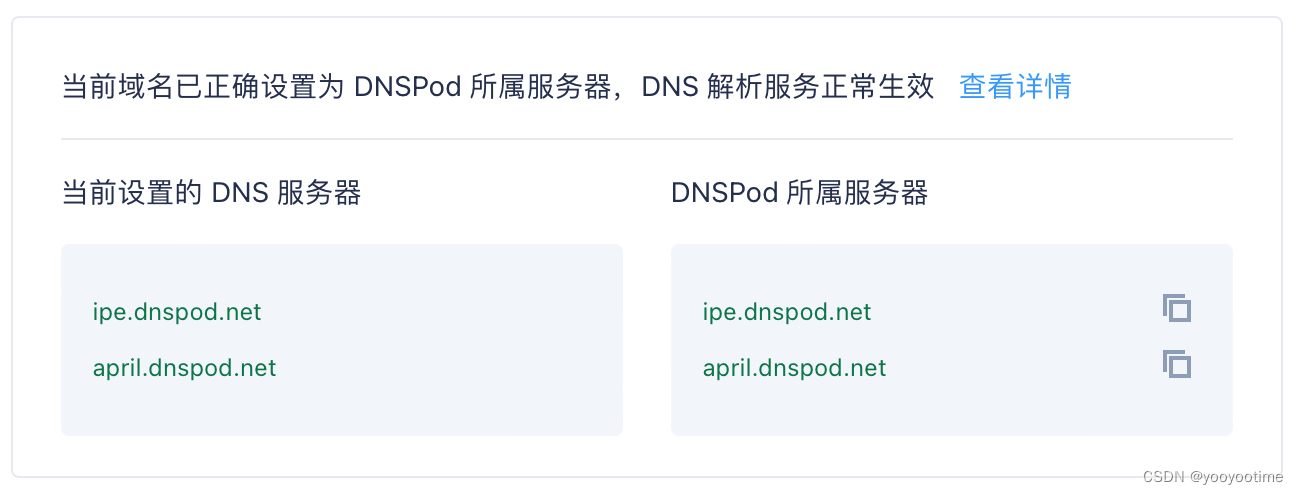 当前域名已正确设置为 DNSPod 所属服务器，DNS 解析服务正常生效 查看详情
当前设置的 DNS 服务器
ipe.dnspod.net
april.dnspod.net
DNSPod 所属服务器
ipe.dnspod.net
april.dnspod.net
CSDN @yooyootime